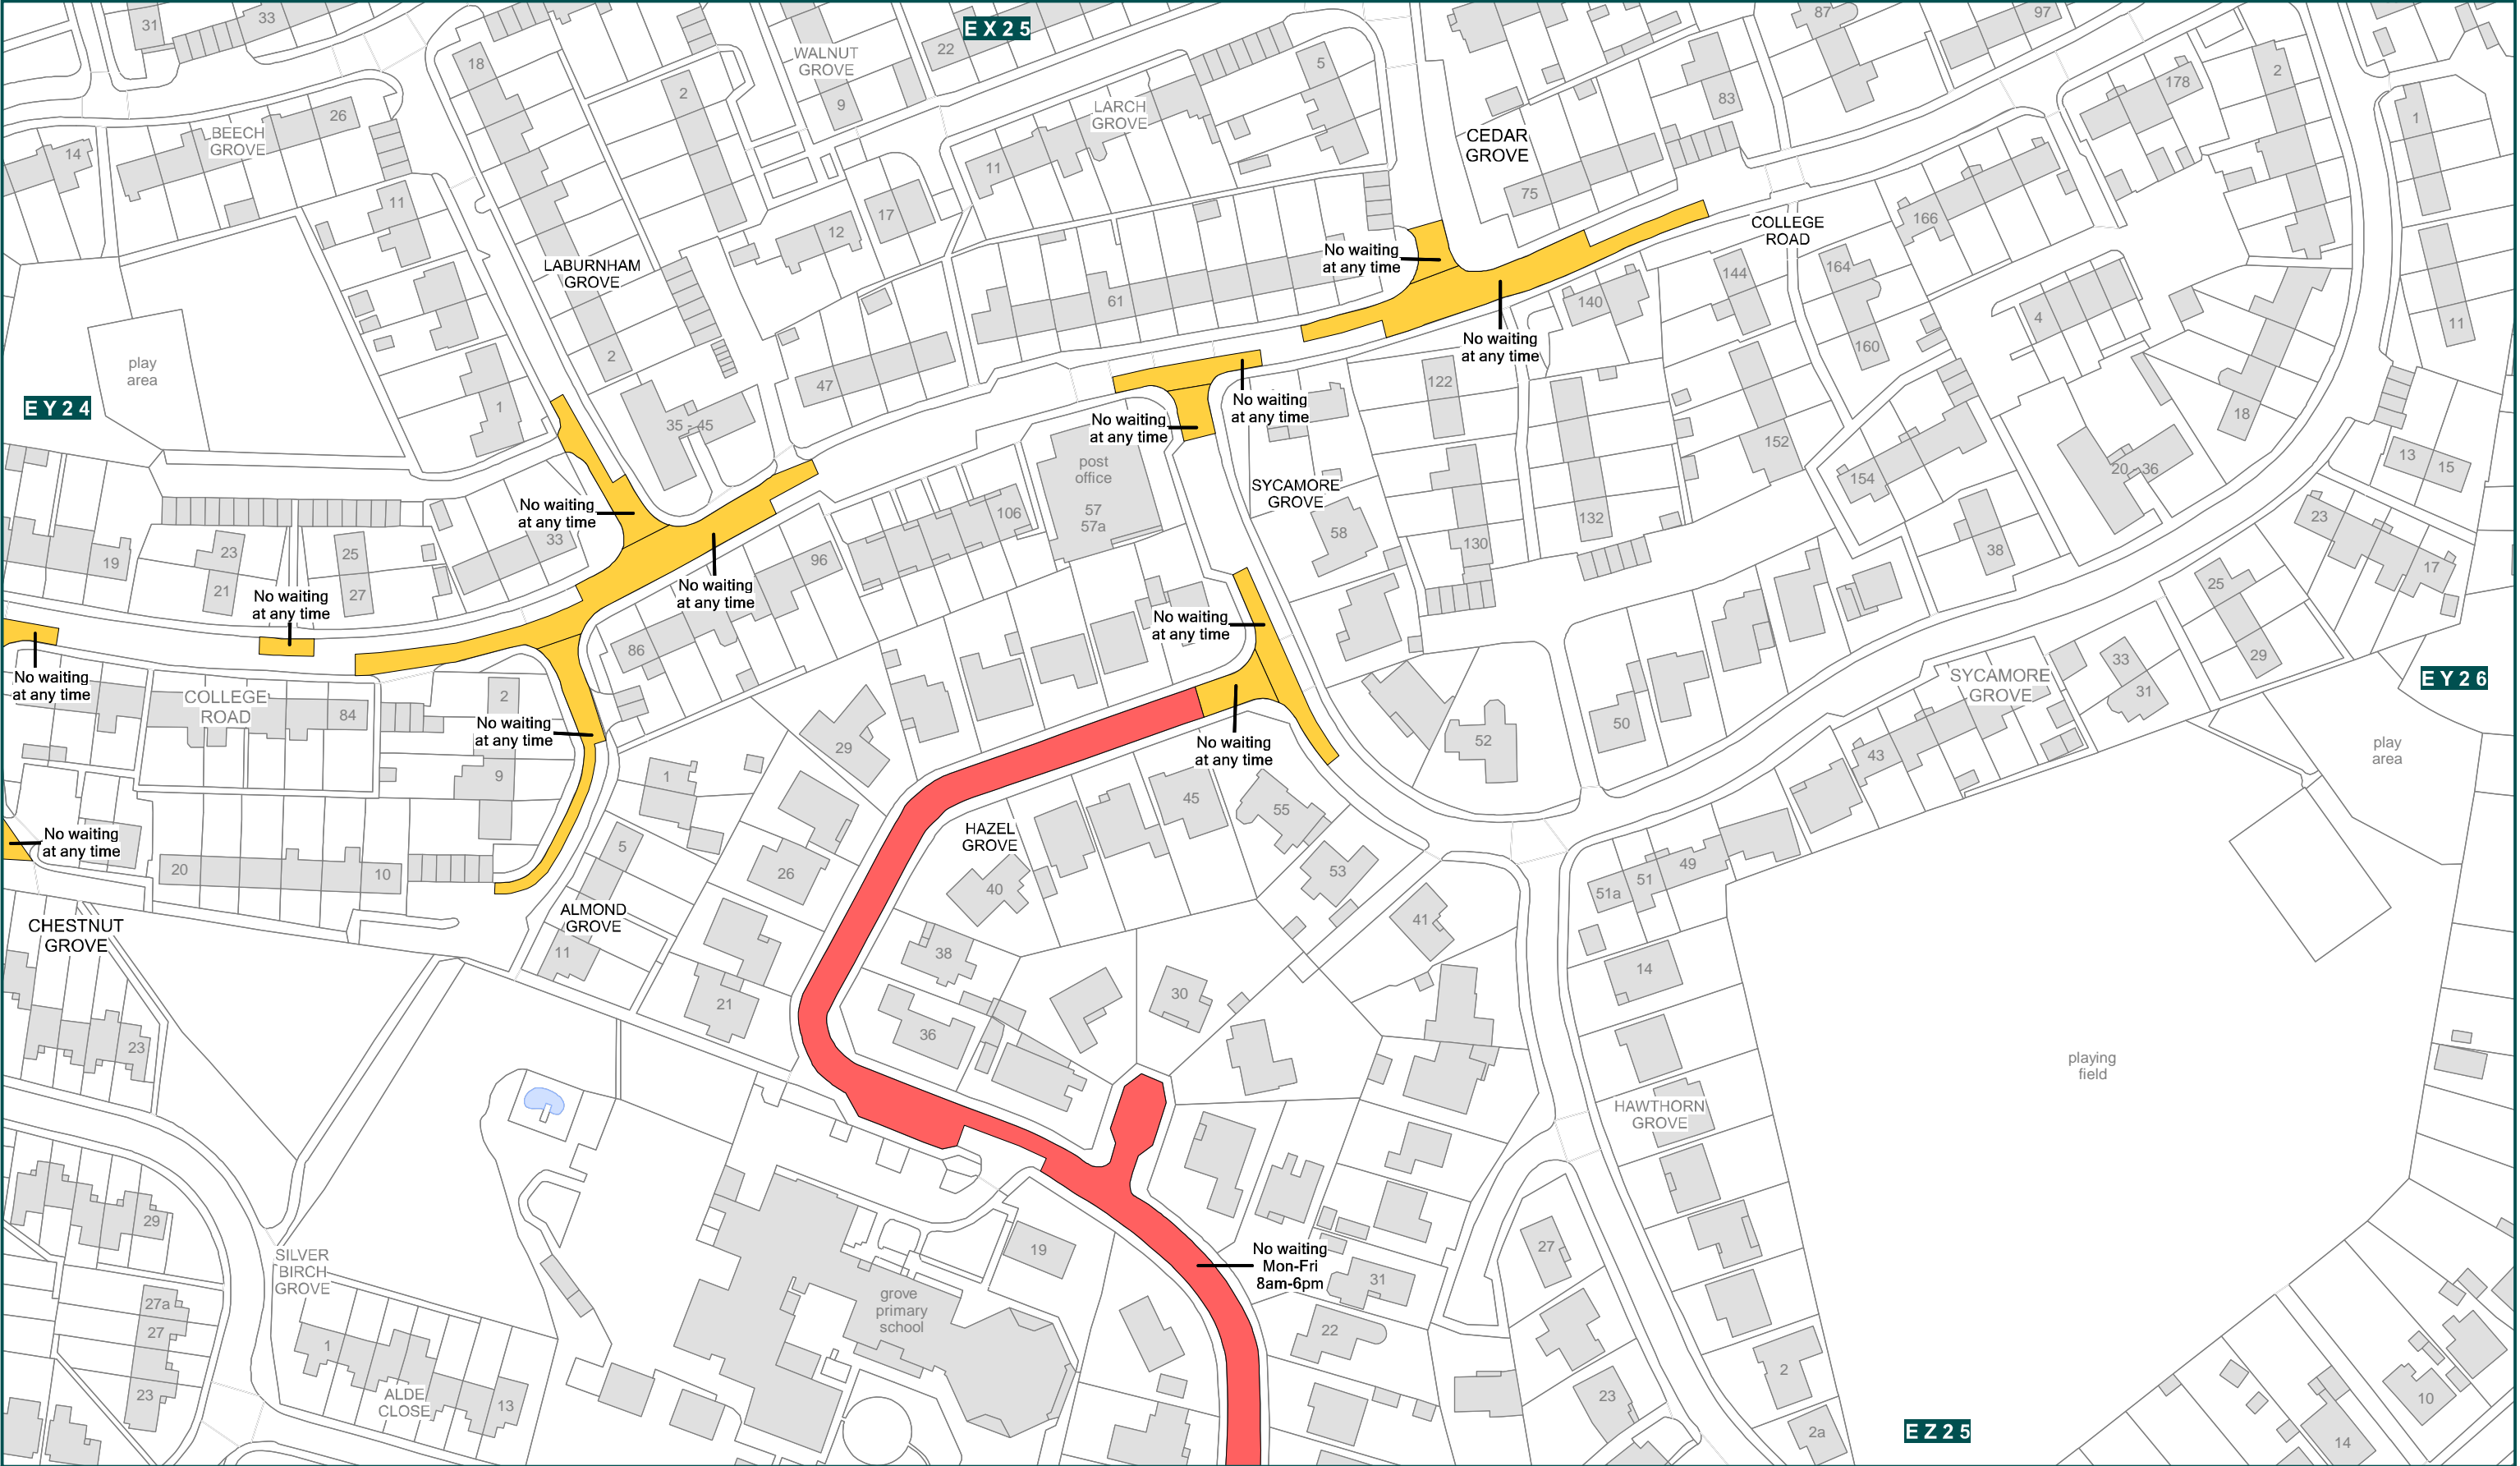 31
33
EX25
22
87
97
18
2
WALNUT
GROVE
9
5
83
178
2
1
BEECH
GROVE
26
14
LARCH
GROVE
11
CEDAR
GROVE
75
11
17
12
166
COLLEGE
ROAD
LABURNHAM
GROVE
No waiting
at any time
144
164
140
61
4
11
No waiting
at any time
160
2
play
area
47
122
EY24
1
35 - 45
No waiting
at any time
No waiting
at any time
18
152
13
15
post
office
57
57a
154
20 - 36
SYCAMORE
GROVE
No waiting
at any time
106
132
58
23
33
130
38
19
23
25
96
17
21
27
No waiting
at any time
No waiting
at any time
25
No waiting
at any time
86
33
29
31
No waiting
at any time
COLLEGE
ROAD
84
2
SYCAMORE
GROVE
EY26
No waiting
at any time
29
50
52
No waiting
at any time
43
play
area
1
9
45
55
HAZEL
GROVE
No waiting
at any time
5
20
10
26
40
53
51a
51
49
CHESTNUT
GROVE
ALMOND
GROVE
41
11
38
14
21
30
36
23
playing
field
HAWTHORN
GROVE
29
SILVER
BIRCH
GROVE
19
27
No waiting
Mon-Fri
8am-6pm
31
27a
27
grove
primary
school
22
1
2
23
ALDE
CLOSE
13
23
10
2a
EZ25
14